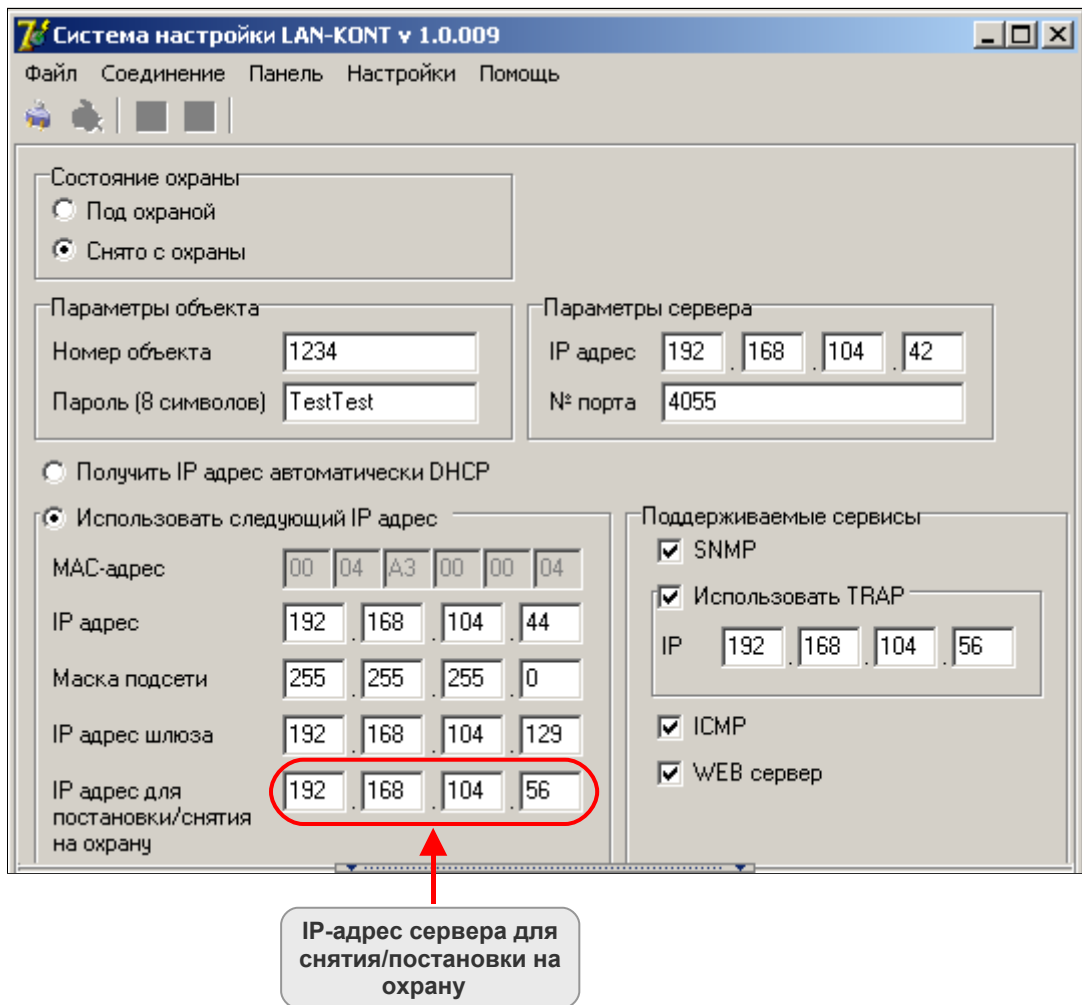 Система настройки LAN-KONT v 1.0.009
Файл Соединение Панель Настройки Помощь
Состояние охраны
Под охраной
Снято с охраны
Параметры объекта
Номер объекта 1234
Пароль (8 символов) TestTest
Параметры сервера
IP адрес 192 . 168 . 104 . 42
№ порта 4055
Получить IP адрес автоматически DHCP
Использовать следующий IP адрес
MAC-адрес 00 04 A3 00 00 04
IP адрес 192 . 168 . 104 . 44
Маска подсети 255 . 255 . 255 . 0
IP адрес шлюза 192 . 168 . 104 . 129
IP адрес для 192 . 168 . 104 . 56
постановки/снятия
на охрану
Поддерживаемые сервисы
SNMP
Использовать TRAP
IP 192 . 168 . 104 . 56
ICMP
WEB сервер
IP-адрес сервера для
снятия/постановки на
охрану